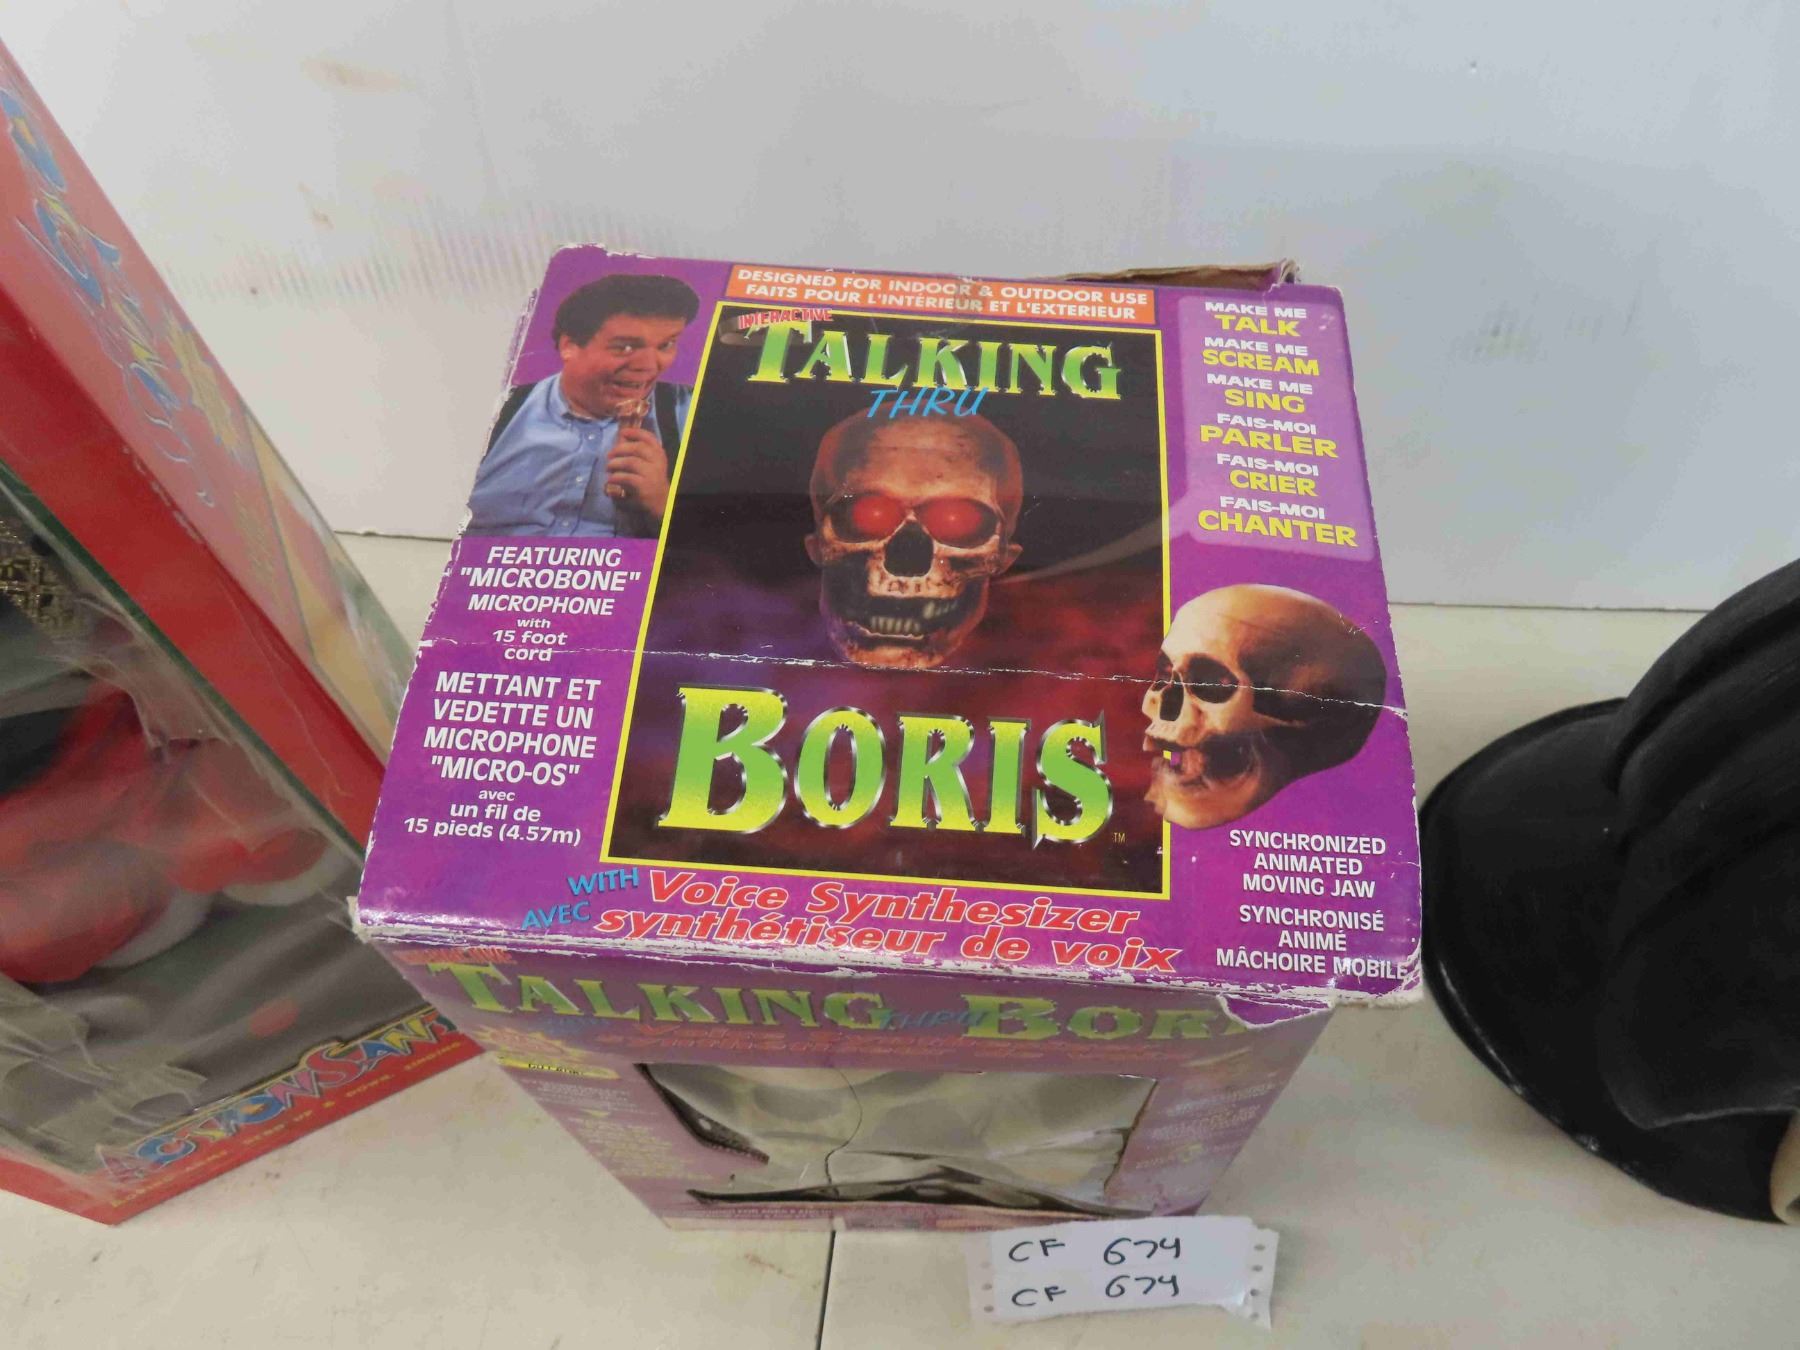 DESIGNED FOR INDOOR & OUTDOOR USE
FAITS POUR L'INTÉRIEUR ET L'EXTERIEUR
INTERACTIVE
TALKING
THRU
BORIS
TM
MAKE ME
TALK
MAKE ME
SCREAM
MAKE ME
SING
FAIS-MOI
PARLER
FAIS-MOI
CRIER
FAIS-MOI
CHANTER
FEATURING
"MICROBONE"
MICROPHONE
with
15 foot
cord
METTANT ET
VEDETTE UN
MICROPHONE
"MICRO-OS"
avec
un fil de
15 pieds (4.57m)
SYNCHRONIZED
ANIMATED
MOVING JAW
SYNCHRONISÉ
ANIMÉ
MÂCHOIRE MOBILE
WITH Voice Synthesizer
AVEC synthétiseur de voix
INTERACTIVE
TALKING THRU BORI
CF 674
CF 674